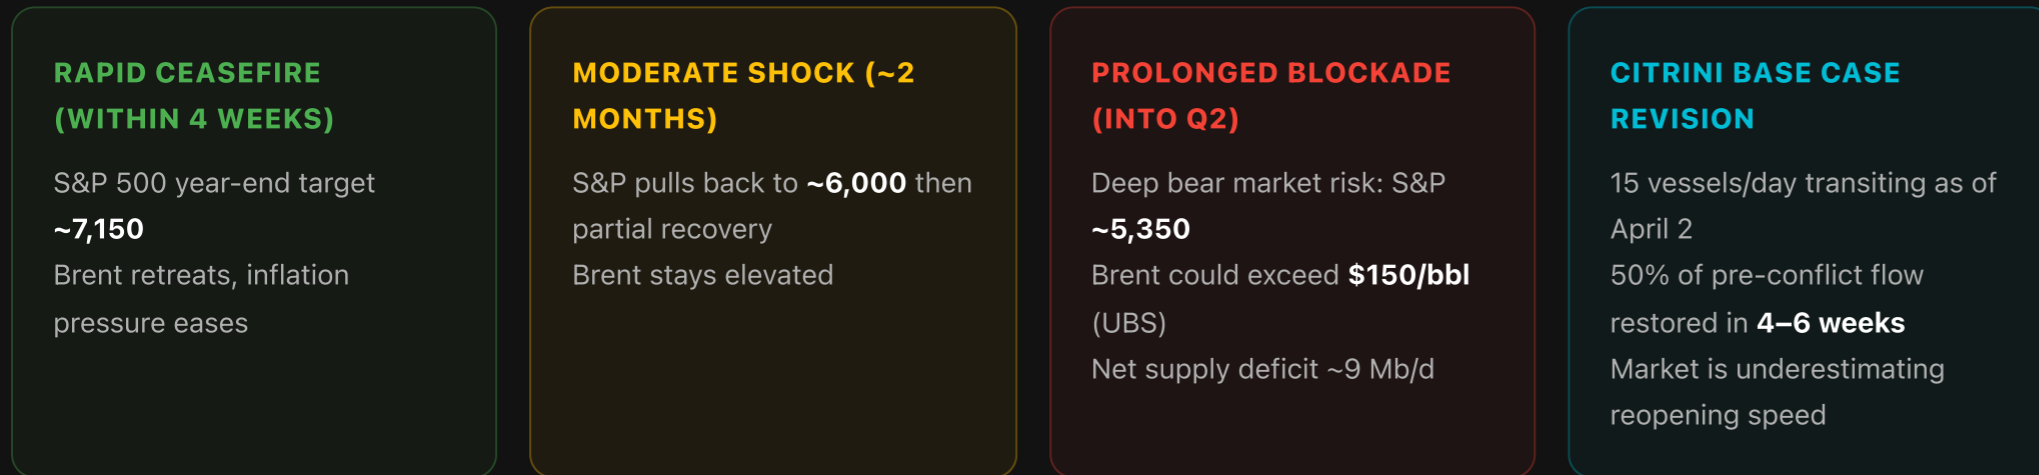 RAPID CEASEFIRE
(WITHIN 4 WEEKS)
S&P 500 year-end target
~7,150
Brent retreats, inflation
pressure eases
MODERATE SHOCK (~2
MONTHS)
S&P pulls back to ~6,000 then
partial recovery
Brent stays elevated
PROLONGED BLOCKADE
(INTO Q2)
Deep bear market risk: S&P
~5,350
Brent could exceed $150/bbl
(UBS)
Net supply deficit ~9 Mb/d
CITRINI BASE CASE
REVISION
15 vessels/day transiting as of
April 2
50% of pre-conflict flow
restored in 4–6 weeks
Market is underestimating
reopening speed